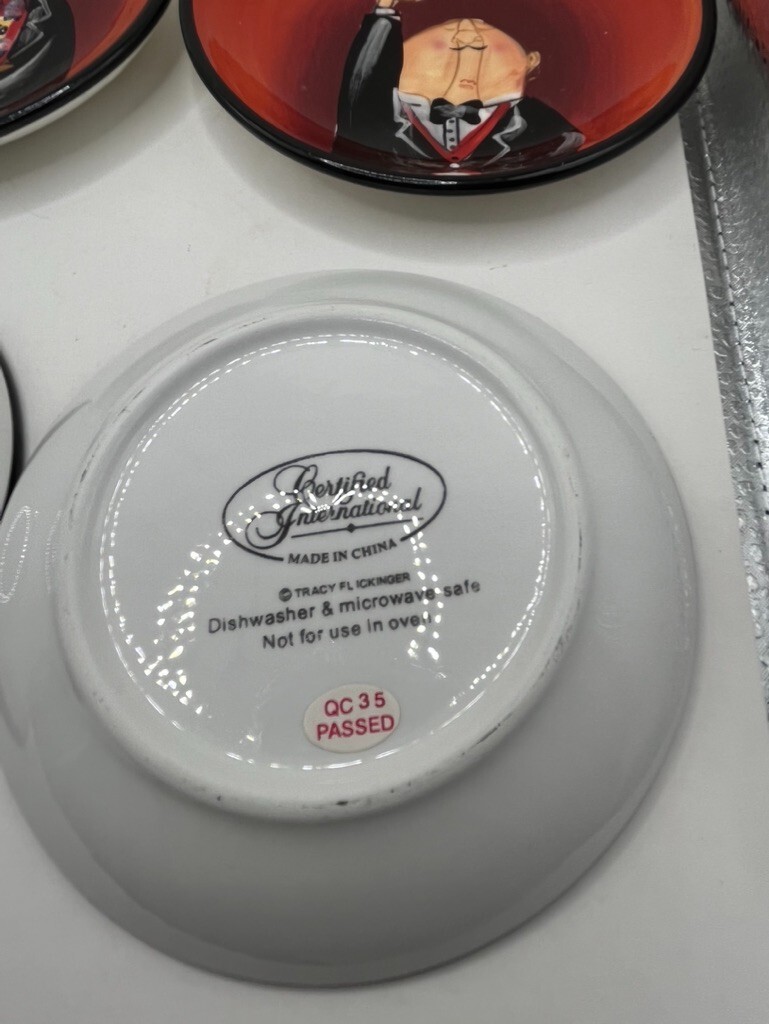 Certified
International
MADE IN CHINA
© TRACY FLICKINGER
Dishwasher & microwave safe
Not for use in oven
QC 35
PASSED